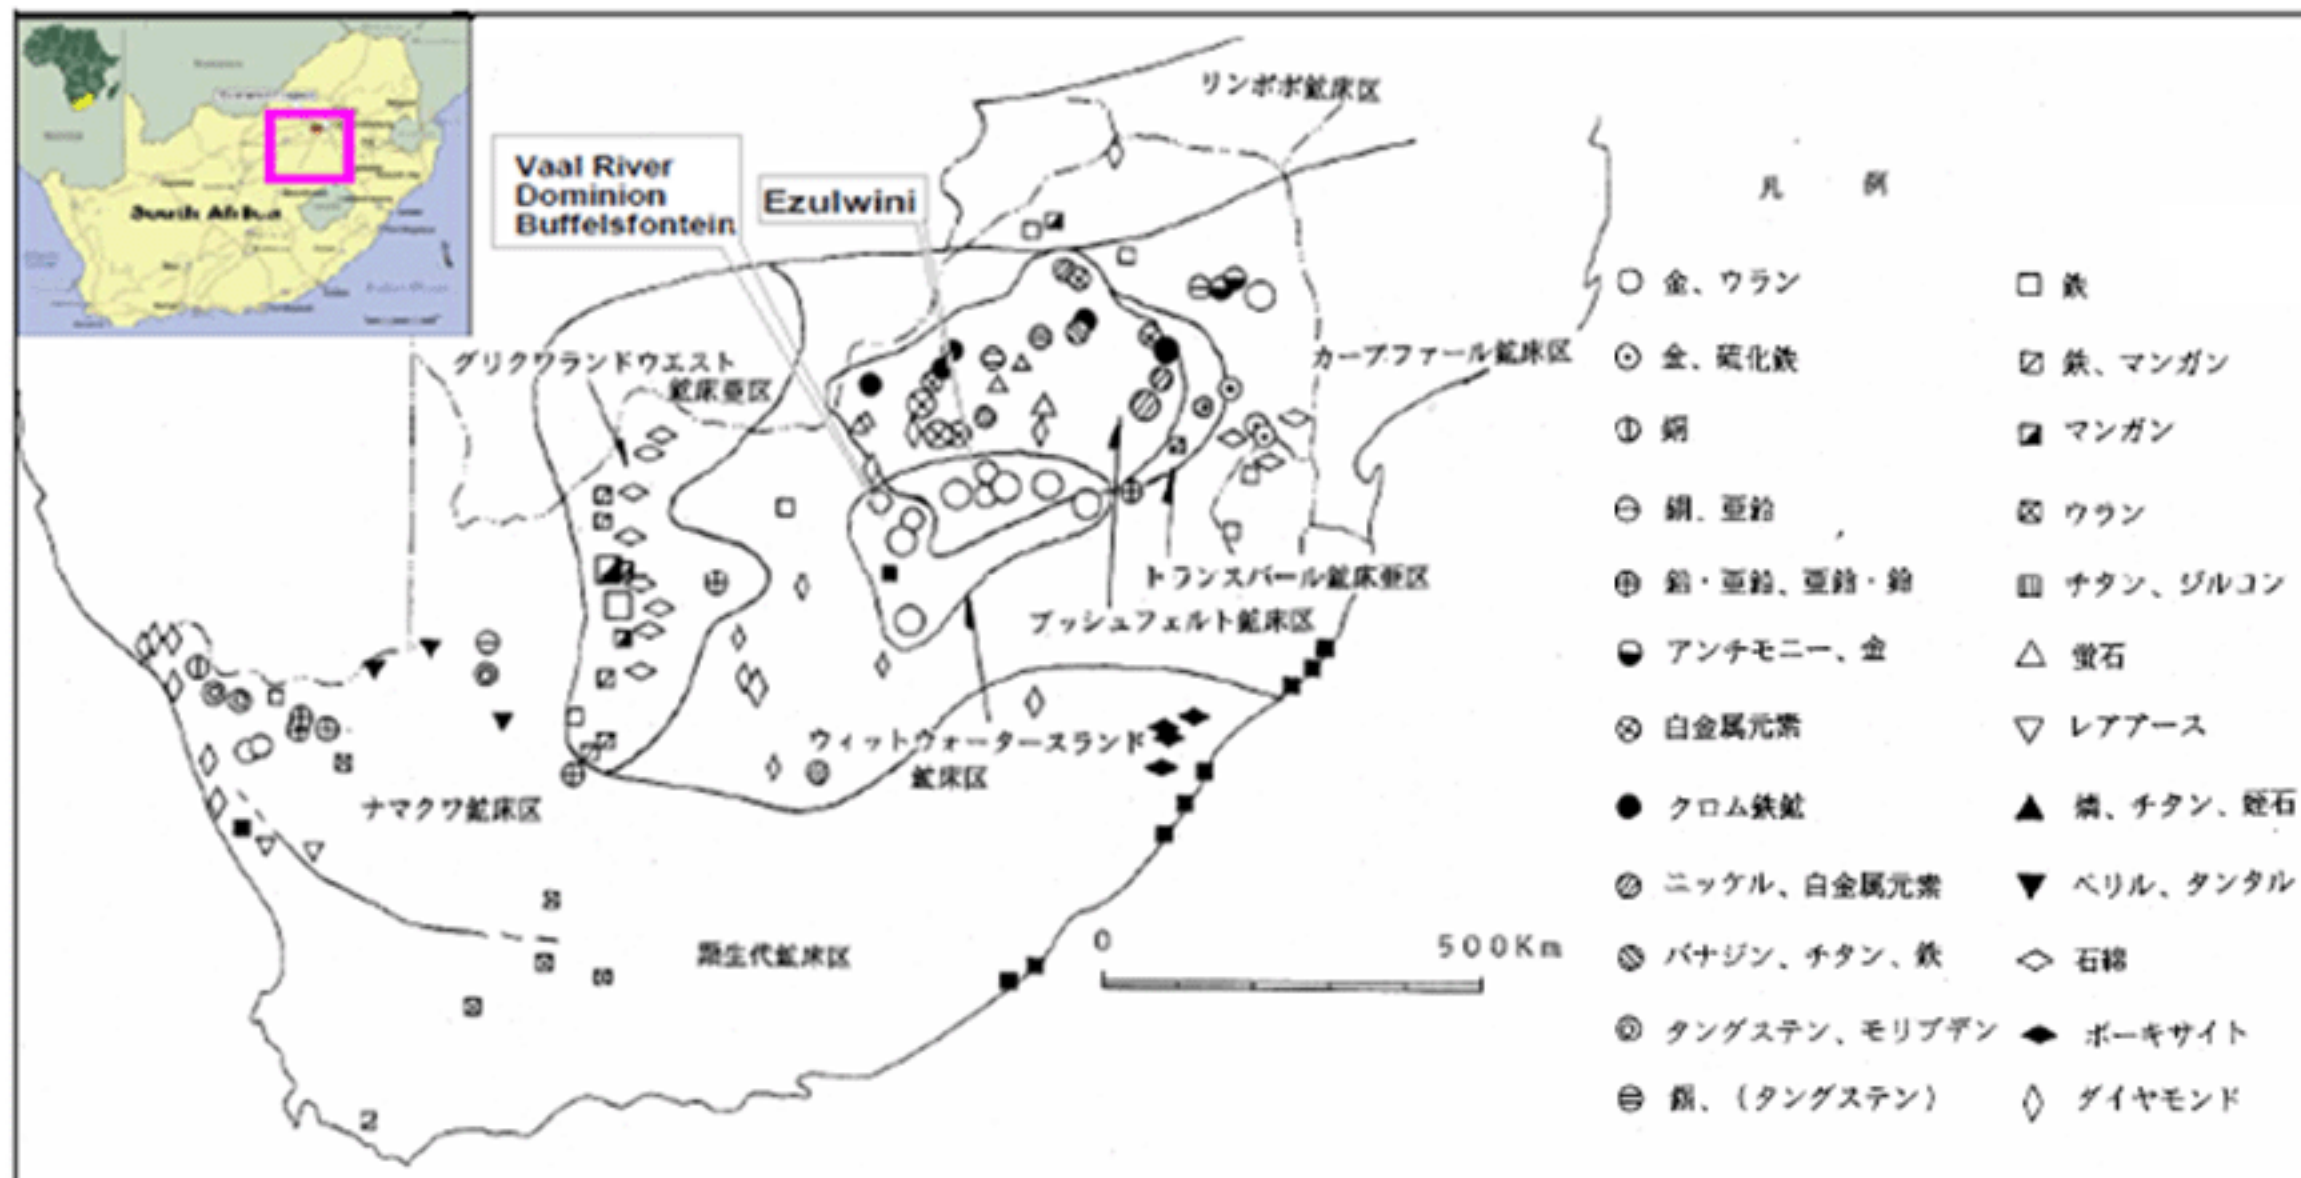 South Africa
Vaal River
Dominion
Buffelsfontein
Ezulwini
リンポポ鉱床区
グリクワランドウエスト
鉱床亜区
カープファール鉱床区
トランスバール鉱床亜区
ブッシュフェルト鉱床区
ウィットウォータースランド
鉱床区
ナマクワ鉱床区
顕生代鉱床区
0 500Km
2
凡 例
金、ウラン
金、硫化鉄
銅
銅、亜鉛
鉛・亜鉛、亜鉛・鉛
アンチモニー、金
白金属元素
クロム鉄鉱
ニッケル、白金属元素
バナジン、チタン、鉄
タングステン、モリブデン
錫、(タングステン)
鉄
鉄、マンガン
マンガン
ウラン
チタン、ジルコン
蛍石
レアアース
燐、チタン、蛭石
ベリル、タンタル
石綿
ボーキサイト
ダイヤモンド